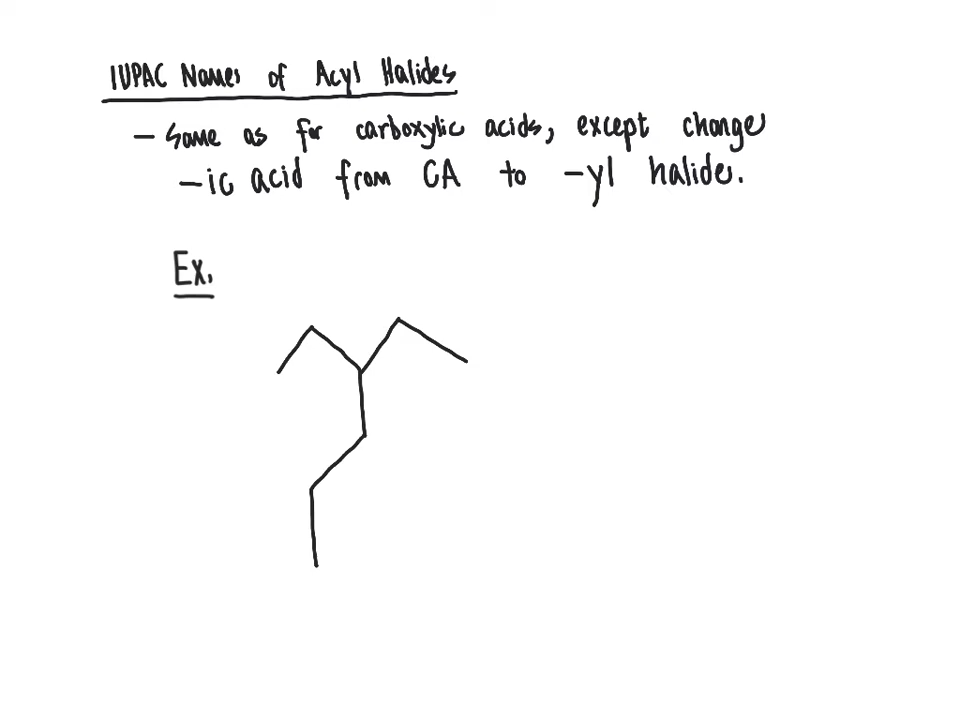 IUPAC Names of Acyl Halides
- Same as for carboxylic acids, except change
-ic acid from CA to -yl halide.
Ex.